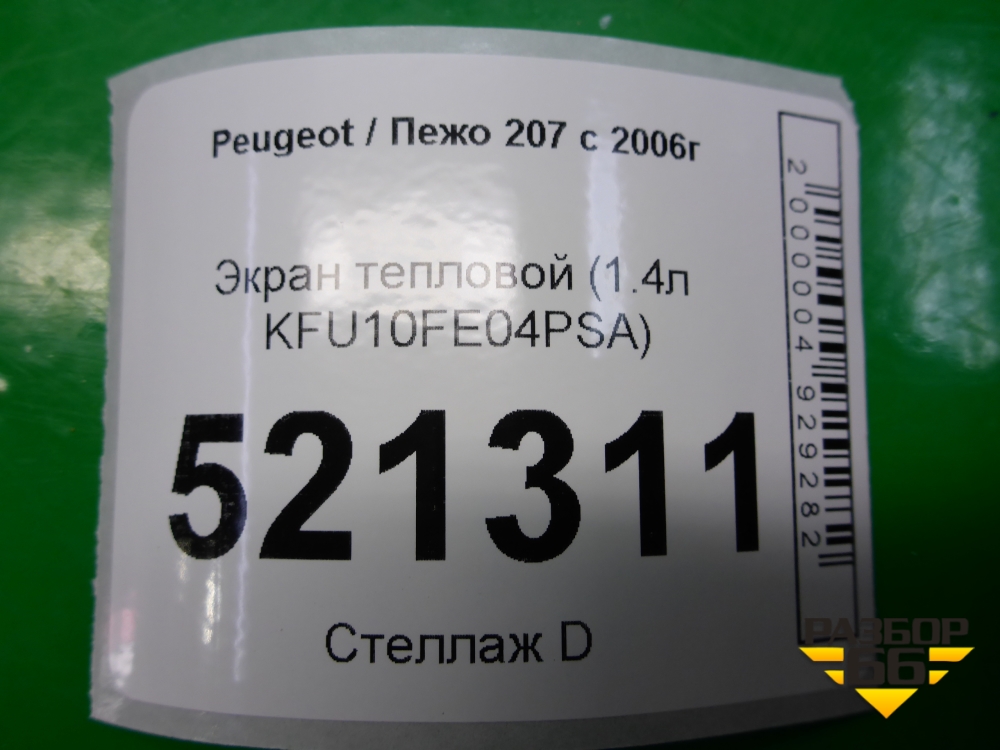 Peugeot / Пежо 207 с 2006г
Экран тепловой (1.4л
KFU10FE04PSA)
521311
Стеллаж D
2000004929282
РАЗБОР
66